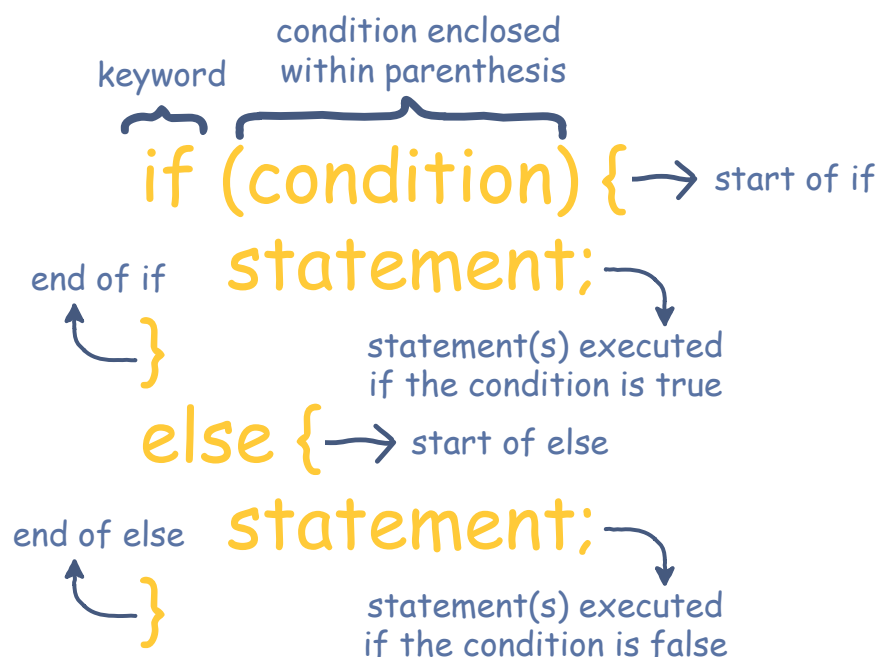 condition enclosed
within parenthesis
keyword
if (condition) {
start of if
statement;
end of if
statement(s) executed
if the condition is true
}
else {
start of else
statement;
end of else
statement(s) executed
if the condition is false
}